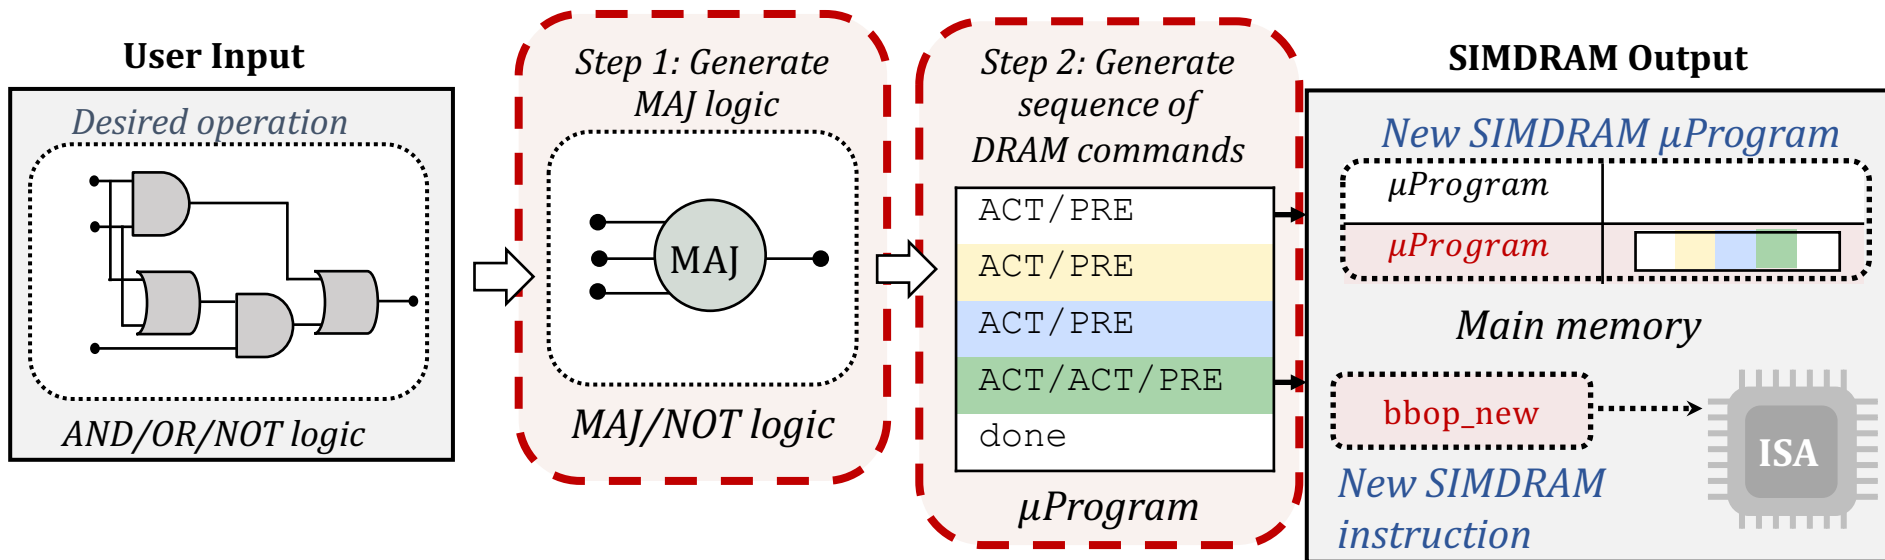 User Input
Desired operation
AND/OR/NOT logic
Step 1: Generate
MAJ logic
MAJ
MAJ/NOT logic
Step 2: Generate
sequence of
DRAM commands
ACT/PRE
ACT/PRE
ACT/PRE
ACT/ACT/PRE
done
μProgram
SIMDRAM Output
New SIMDRAM μProgram
μProgram
μProgram
Main memory
bbop_new
ISA
New SIMDRAM
instruction